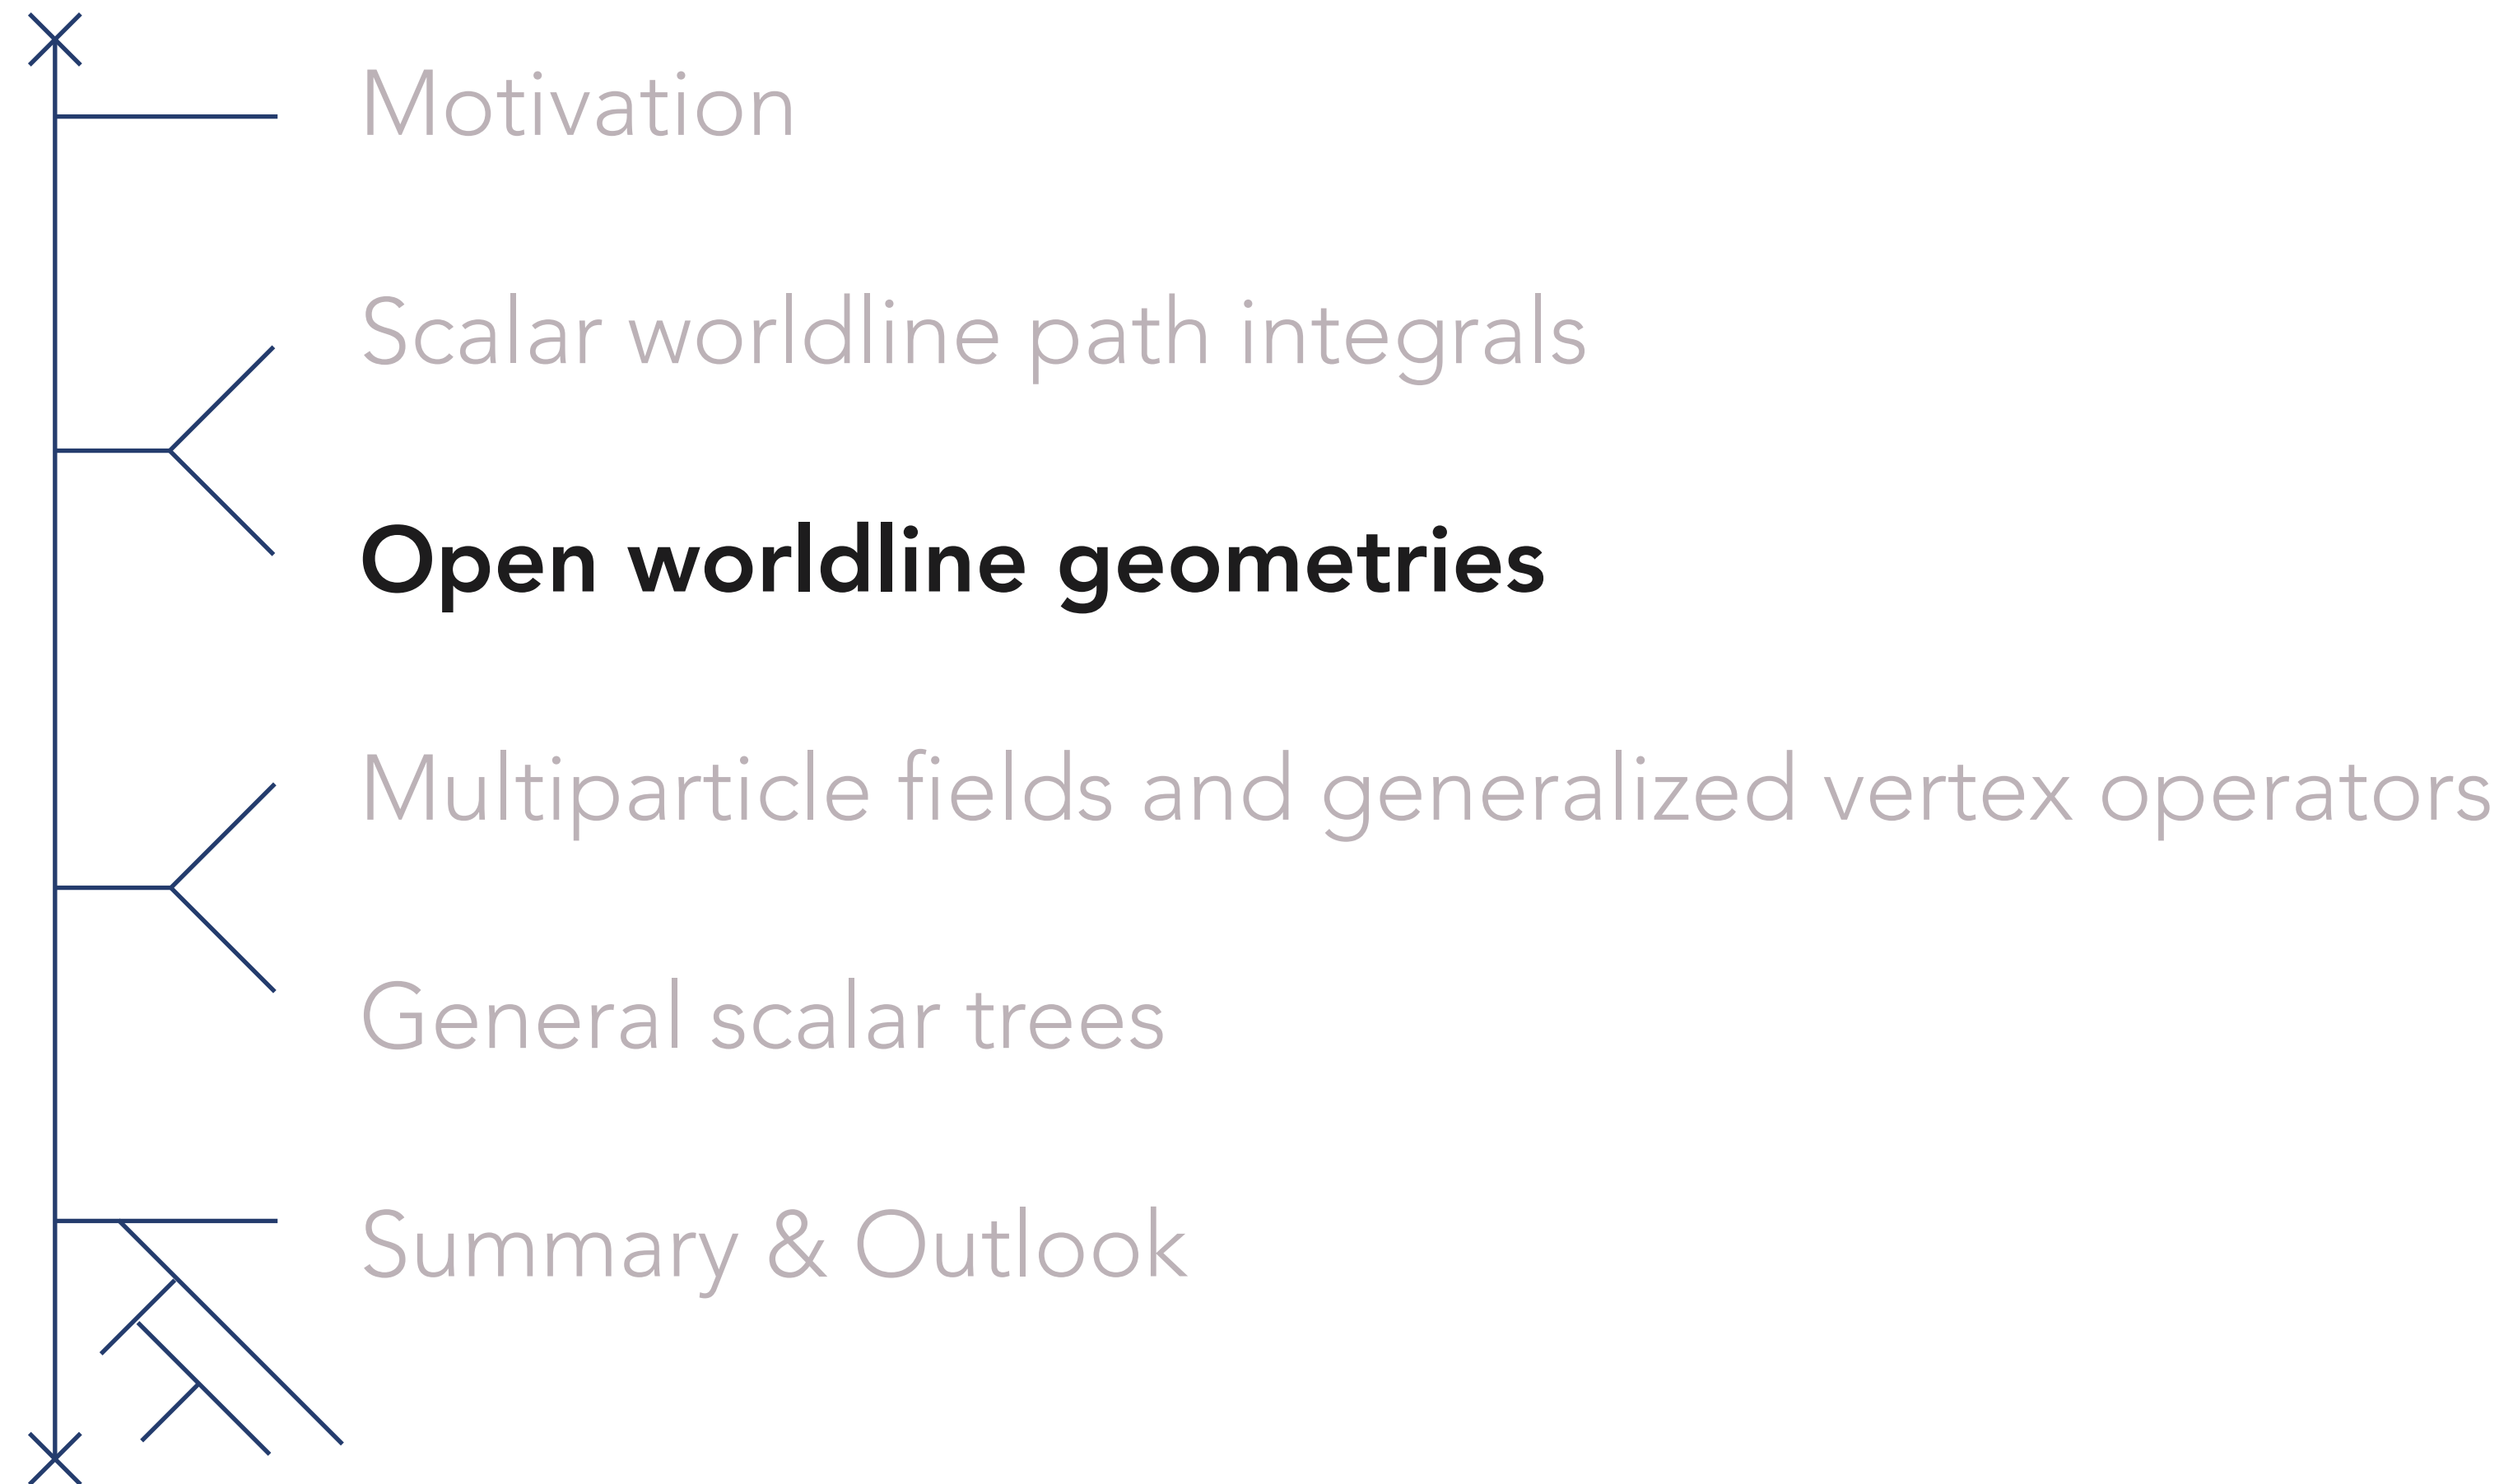 Motivation
Scalar worldline path integrals
Open worldline geometries
Multiparticle fields and generalized vertex operators
General scalar trees
Summary & Outlook